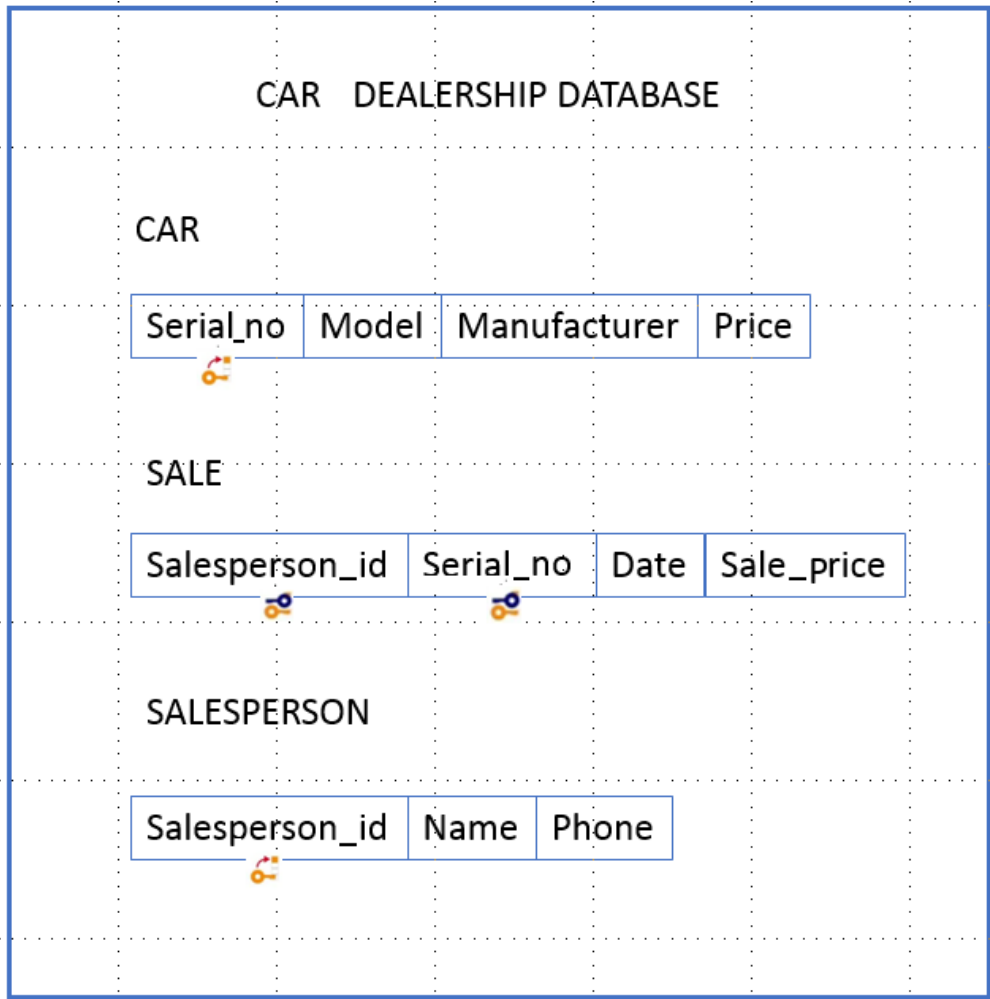 CAR DEALERSHIP DATABASE
CAR
Serial_no Model Manufacturer Price
SALE
Salesperson_id Serial_no Date Sale_price
SALESPERSON
Salesperson_id Name Phone